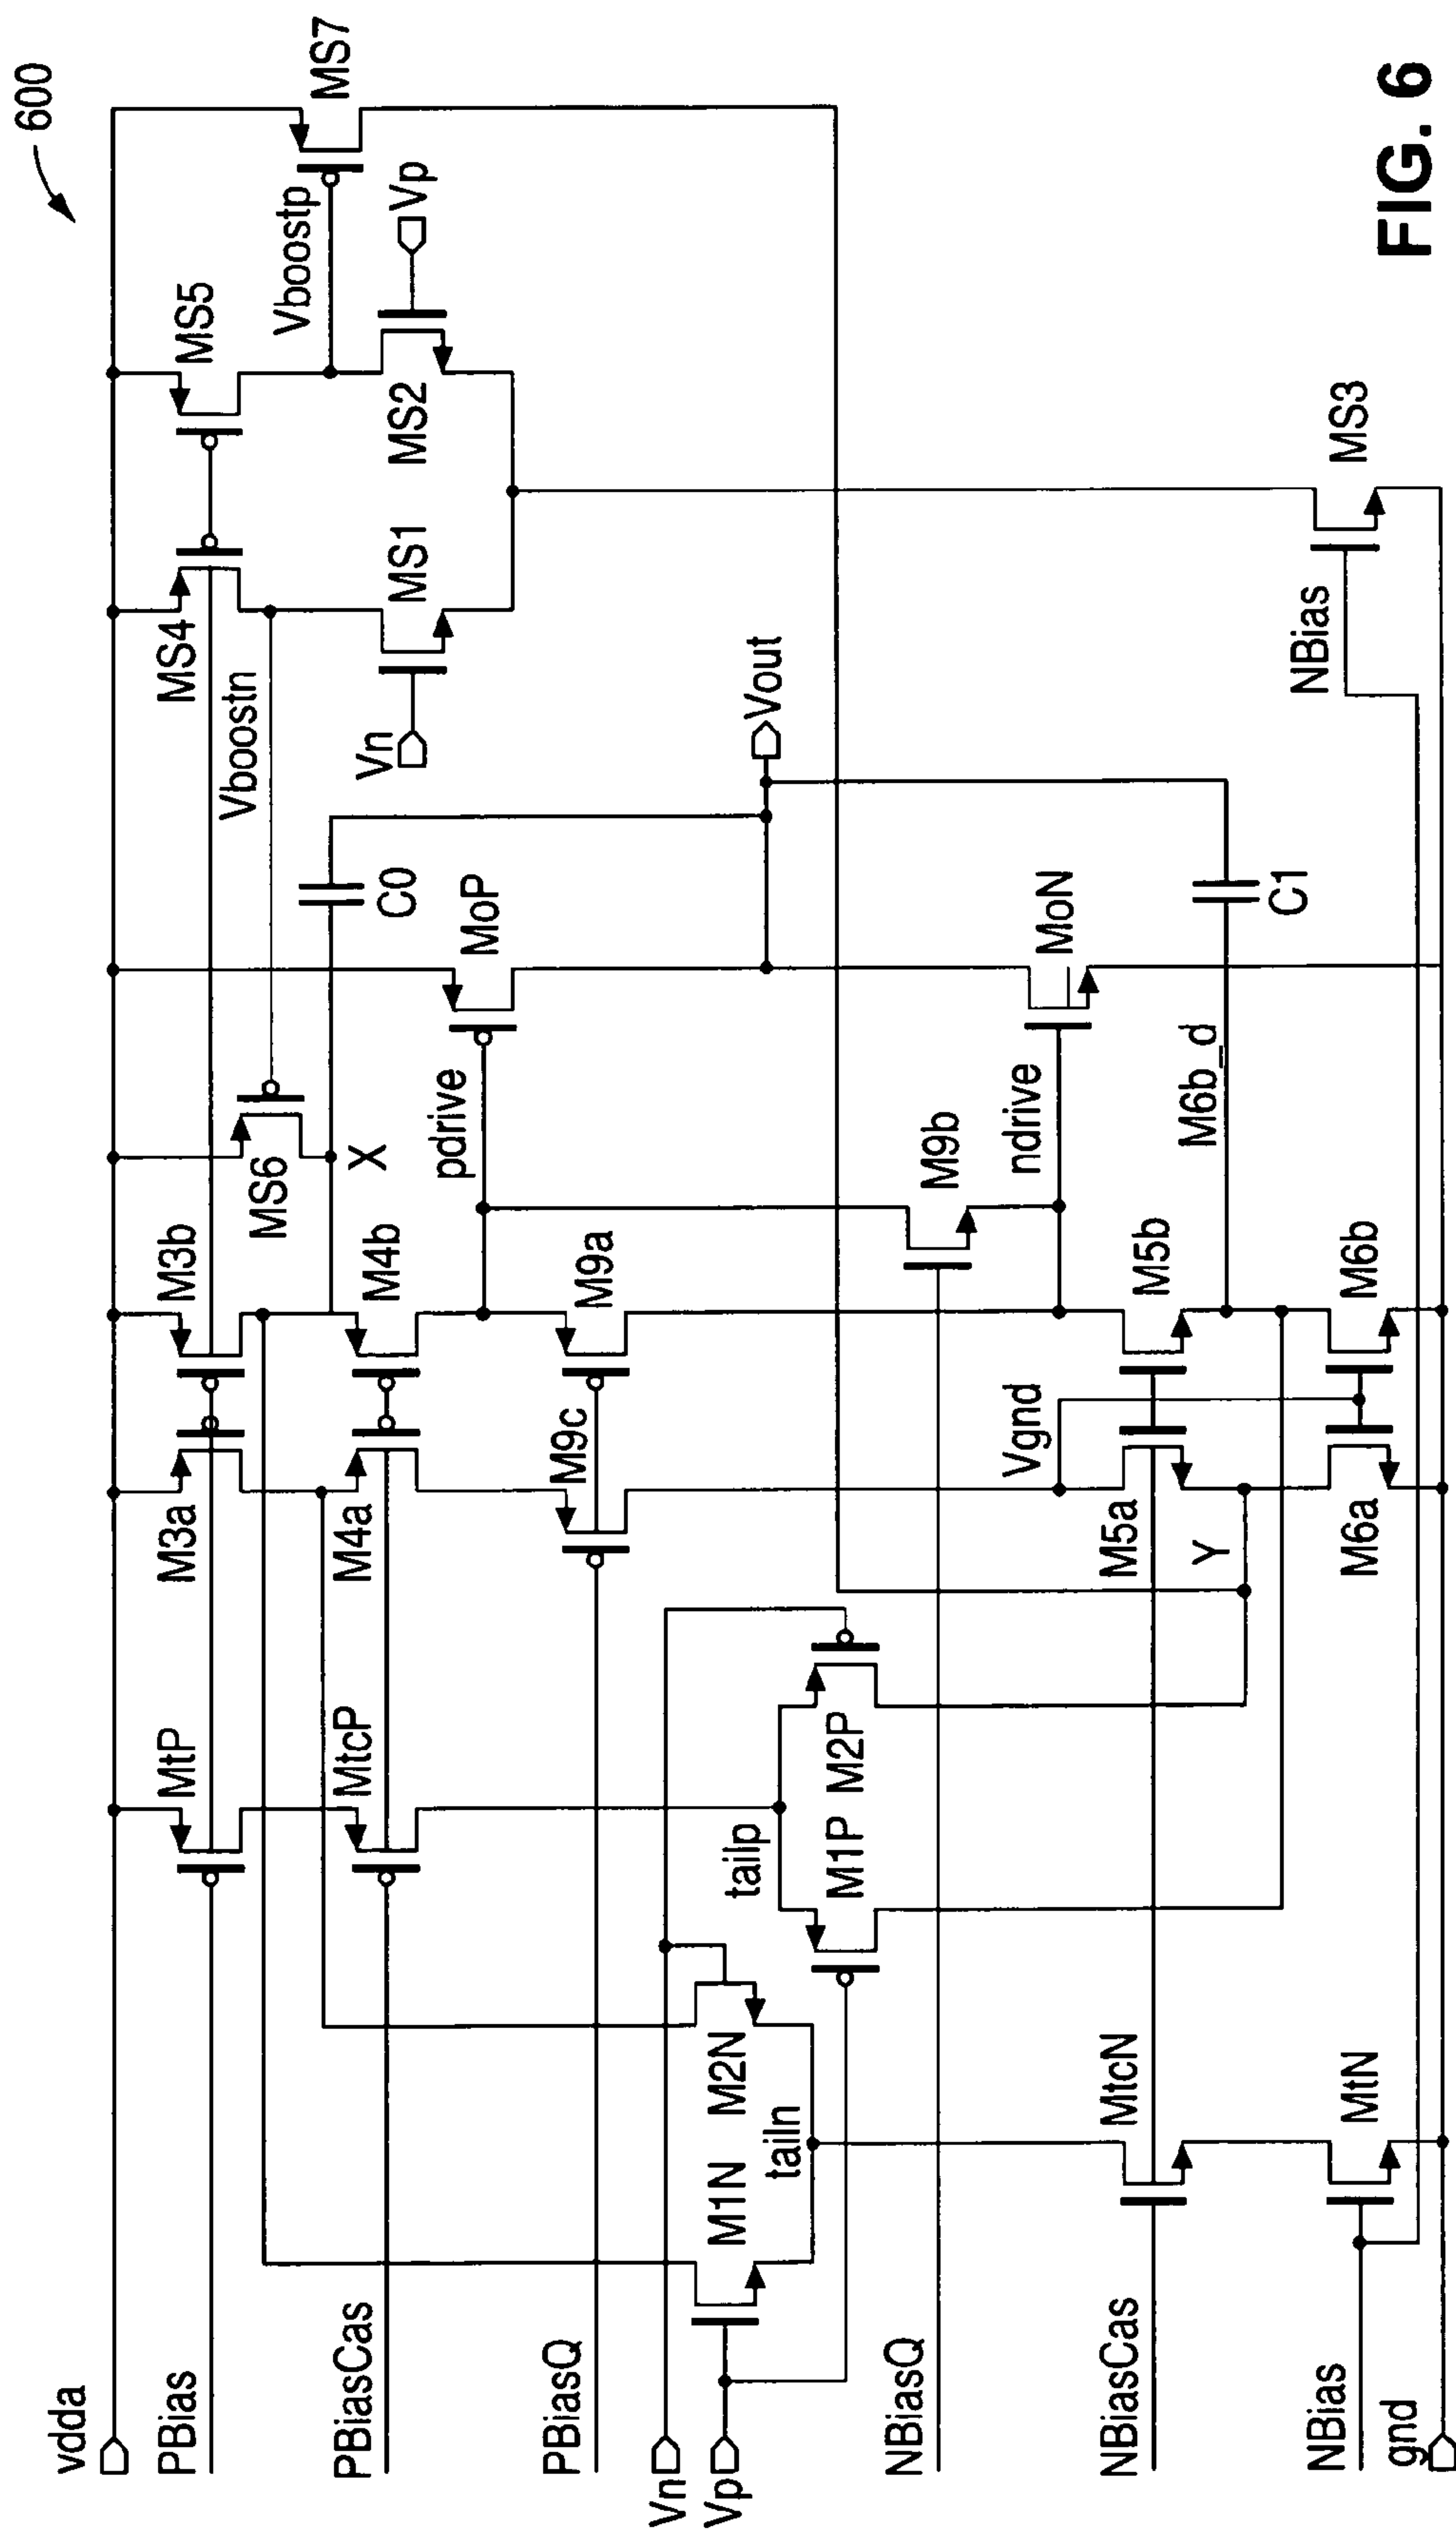 600
vdda
PBias
PBiasCas
PBiasQ
Vn
Vp
NBiasQ
NBiasCas
NBias
gnd
MtP
MtcP
M3a
M3b
M4a
M4b
MS6
X
Vboostn
MS4
MS5
Vboostp
MS7
Vn
MS1
MS2
Vp
C0
MoP
pdrive
M9c
M9a
M1N
M2N
tailn
tailp
M1P
M2P
Vout
M9b
ndrive
MoN
Vgnd
M5a
M5b
Y
M6b_d
C1
M6a
M6b
MtcN
MtN
NBias
MS3
FIG. 6